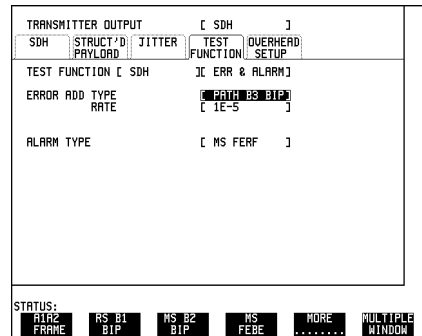 TRANSMITTER OUTPUT [ SDH ]
SDH STRUCT'D PAYLOAD JITTER TEST FUNCTION OVERHEAD SETUP
TEST FUNCTION [ SDH ][ ERR & ALARM]
ERROR ADD TYPE [ PATH B3 BIP]
RATE [ 1E-5 ]
ALARM TYPE [ MS FERF ]
STATUS:
A1A2 FRAME RS B1 BIP MS B2 BIP MS FEBE MORE ........ MULTIPLE WINDOW